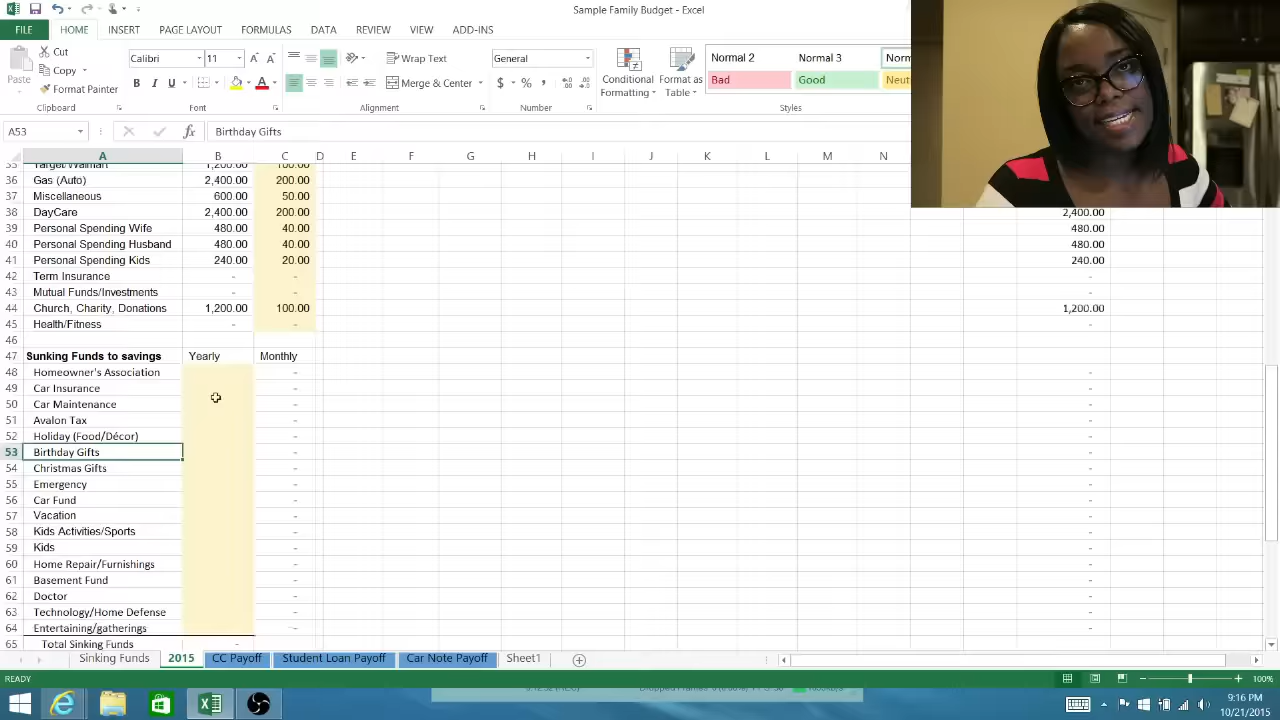 Sample Family Budget - Excel
FILE HOME INSERT PAGE LAYOUT FORMULAS DATA REVIEW VIEW ADD-INS
Paste Cut Calibri 11 Wrap Text General Conditional Formatting Format as Table Normal 2 Normal 3
Copy Merge & Center $ % Bad Good
Format Painter B I U
Clipboard Font Alignment Number Styles
A53 fx Birthday Gifts
A B C D E F G H I J K L M N
Target/Walmart 1,200.00 100.00
36 Gas (Auto) 2,400.00 200.00
37 Miscellaneous 600.00 50.00
38 DayCare 2,400.00 200.00 2,400.00
39 Personal Spending Wife 480.00 40.00 480.00
40 Personal Spending Husband 480.00 40.00 480.00
41 Personal Spending Kids 240.00 20.00 240.00
42 Term Insurance - - -
43 Mutual Funds/Investments - - -
44 Church, Charity, Donations 1,200.00 100.00 1,200.00
45 Health/Fitness - - -
46
47 Sunking Funds to savings Yearly Monthly
48 Homeowner's Association - -
49 Car Insurance - -
50 Car Maintenance - -
51 Avalon Tax - -
52 Holiday (Food/Décor) - -
53 Birthday Gifts - -
54 Christmas Gifts - -
55 Emergency - -
56 Car Fund - -
57 Vacation - -
58 Kids Activities/Sports - -
59 Kids - -
60 Home Repair/Furnishings - -
61 Basement Fund - -
62 Doctor - -
63 Technology/Home Defense - -
64 Entertaining/gatherings - -
65 Total Sinking Funds -
Sinking Funds 2015 CC Payoff Student Loan Payoff Car Note Payoff Sheet1
READY 100%
9:16 PM
10/21/2015